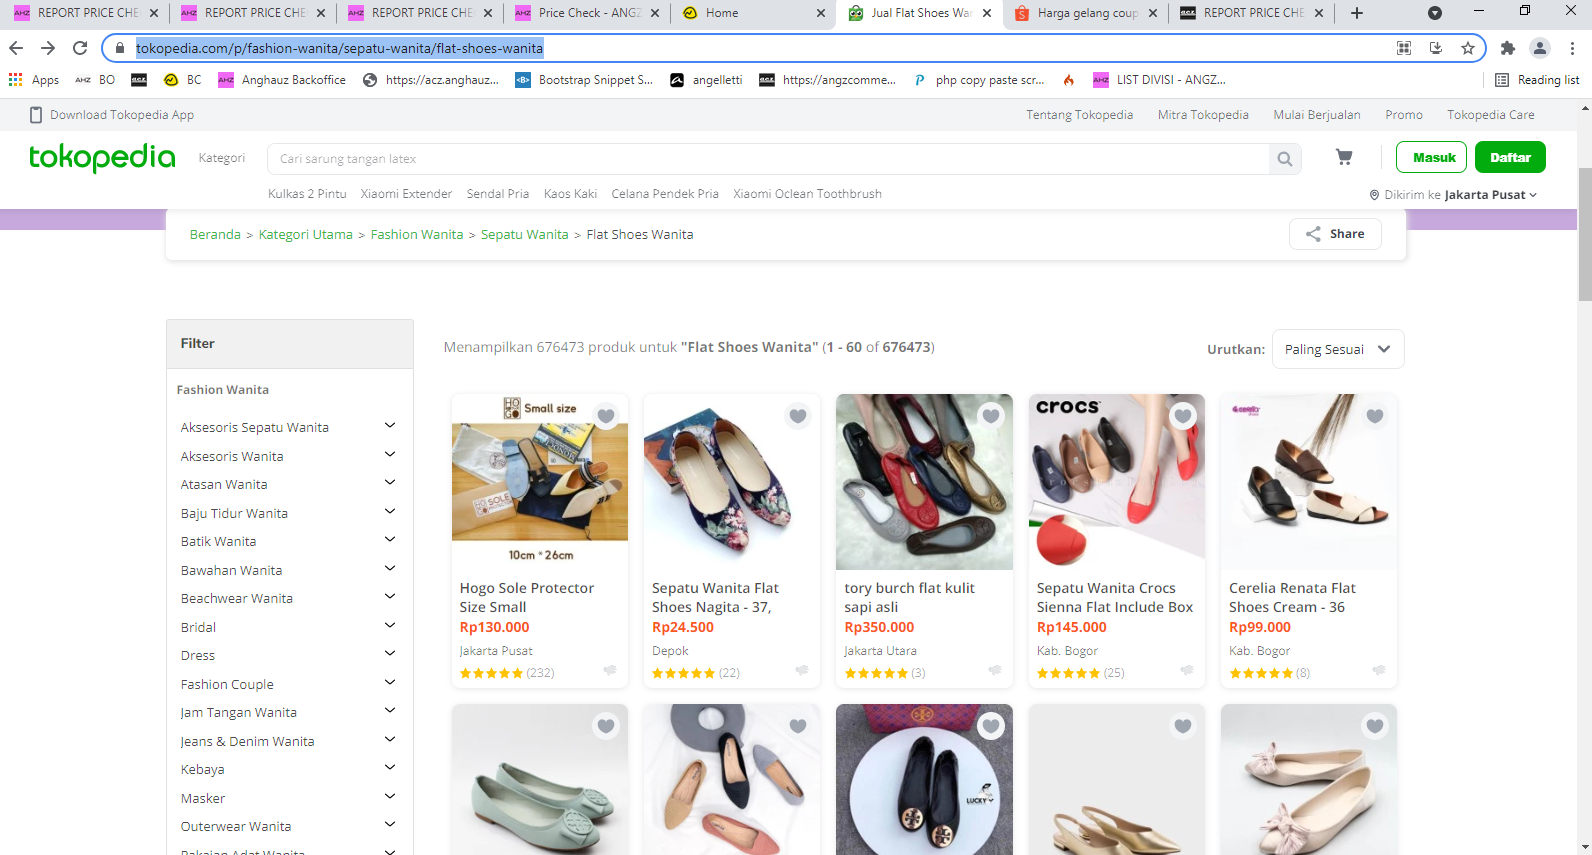 REPORT PRICE CHE
REPORT PRICE CHE
REPORT PRICE CHE
Price Check - ANGZ
Home
Jual Flat Shoes War
Harga gelang coup
REPORT PRICE CHE
tokopedia.com/p/fashion-wanita/sepatu-wanita/flat-shoes-wanita
Apps
BO
BC
Anghauz Backoffice
https://acz.anghauz...
Bootstrap Snippet S...
angelletti
https://angzcomme...
php copy paste scr...
LIST DIVISI - ANGZ...
Reading list
Download Tokopedia App
Tentang Tokopedia
Mitra Tokopedia
Mulai Berjualan
Promo
Tokopedia Care
tokopedia
Kategori
Cari sarung tangan latex
Masuk
Daftar
Kulkas 2 Pintu
Xiaomi Extender
Sendal Pria
Kaos Kaki
Celana Pendek Pria
Xiaomi Oclean Toothbrush
Dikirim ke Jakarta Pusat
Beranda > Kategori Utama > Fashion Wanita > Sepatu Wanita > Flat Shoes Wanita
Share
Filter
Fashion Wanita
Aksesoris Sepatu Wanita
Aksesoris Wanita
Atasan Wanita
Baju Tidur Wanita
Batik Wanita
Bawahan Wanita
Beachwear Wanita
Bridal
Dress
Fashion Couple
Jam Tangan Wanita
Jeans & Denim Wanita
Kebaya
Masker
Outerwear Wanita
Pakaian Adat Wanita
Menampilkan 676473 produk untuk "Flat Shoes Wanita" (1 - 60 of 676473)
Urutkan:
Paling Sesuai
Small size
SOLE
10cm * 26cm
Hogo Sole Protector
Size Small
Rp130.000
Jakarta Pusat
(232)
Sepatu Wanita Flat
Shoes Nagita - 37,
Rp24.500
Depok
(22)
tory burch flat kulit
sapi asli
Rp350.000
Jakarta Utara
(3)
crocs
Sepatu Wanita Crocs
Sienna Flat Include Box
Rp145.000
Kab. Bogor
(25)
cerelia
Cerelia Renata Flat
Shoes Cream - 36
Rp99.000
Kab. Bogor
(8)
LUCKY